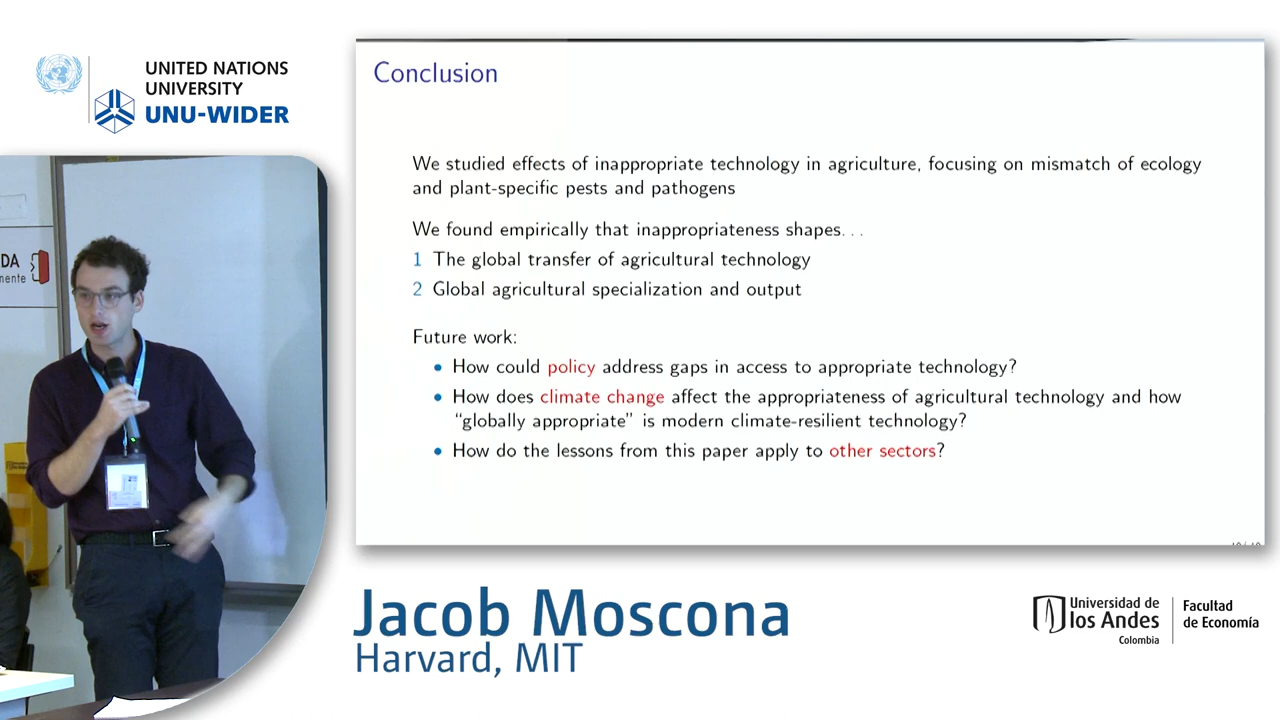 UNITED NATIONS
UNIVERSITY
UNU-WIDER
DA
nente
Conclusion
We studied effects of inappropriate technology in agriculture, focusing on mismatch of ecology
and plant-specific pests and pathogens
We found empirically that inappropriateness shapes...
1 The global transfer of agricultural technology
2 Global agricultural specialization and output
Future work:
• How could policy address gaps in access to appropriate technology?
• How does climate change affect the appropriateness of agricultural technology and how
“globally appropriate” is modern climate-resilient technology?
• How do the lessons from this paper apply to other sectors?
Jacob Moscona
Harvard, MIT
Universidad de
los Andes
Colombia
Facultad
de Economía